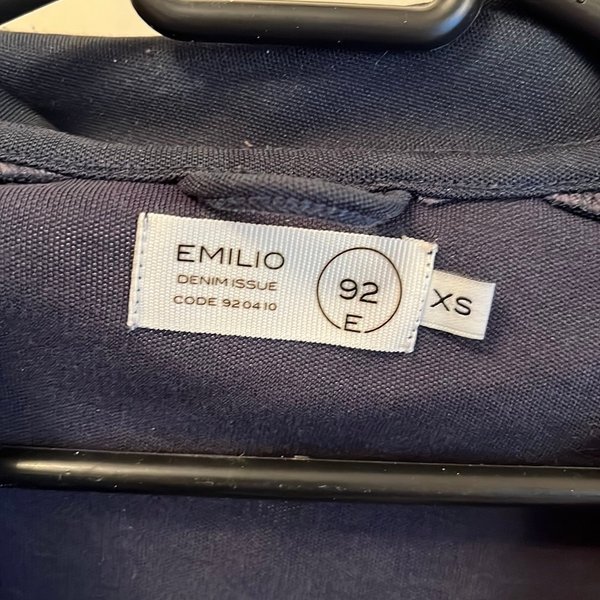 EMILIO
DENIM ISSUE
CODE 920410
92
E
XS